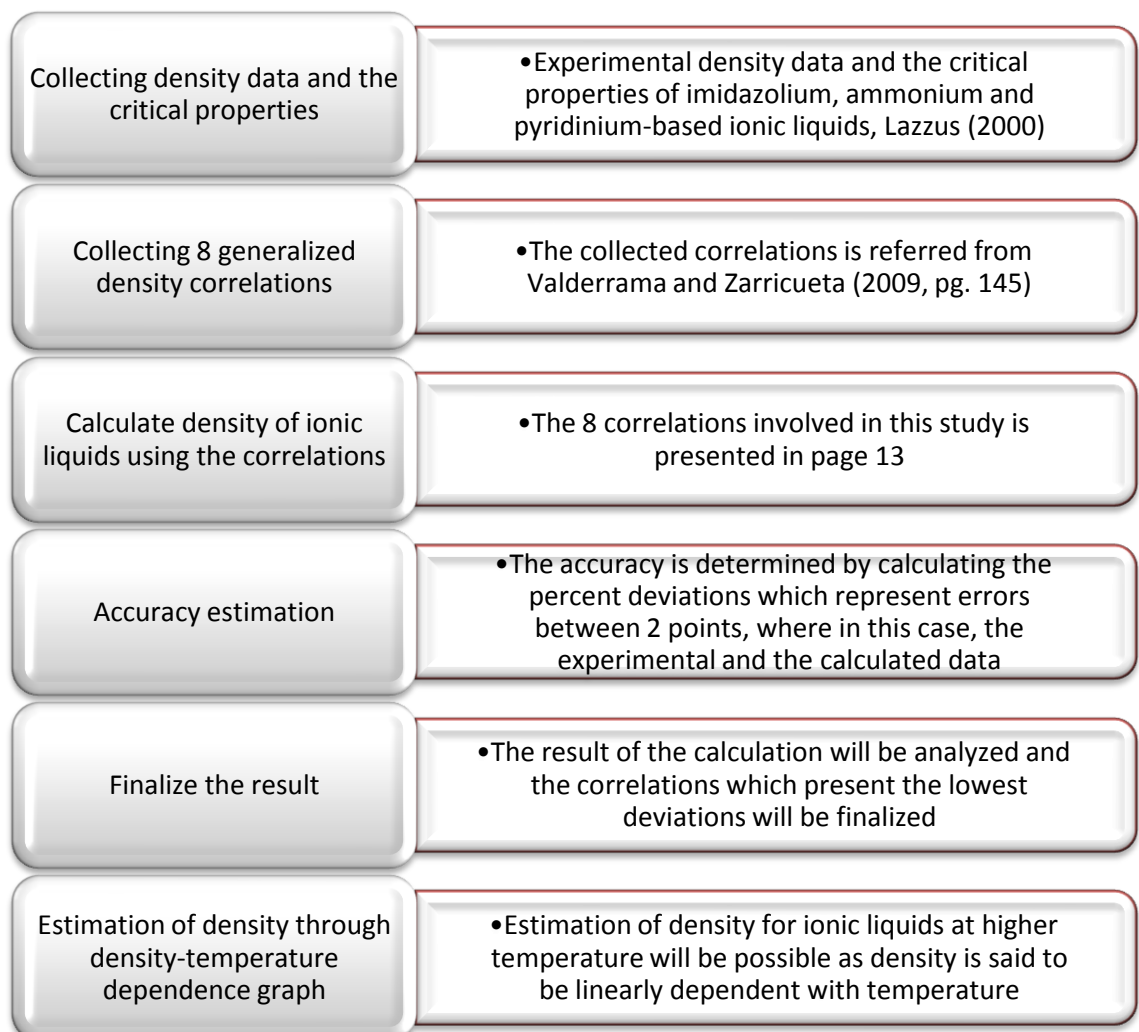 Collecting density data and the
critical properties
•Experimental density data and the critical
properties of imidazolium, ammonium and
pyridinium-based ionic liquids, Lazzus (2000)
Collecting 8 generalized
density correlations
•The collected correlations is referred from
Valderrama and Zarricueta (2009, pg. 145)
Calculate density of ionic
liquids using the correlations
•The 8 correlations involved in this study is
presented in page 13
Accuracy estimation
•The accuracy is determined by calculating the
percent deviations which represent errors
between 2 points, where in this case, the
experimental and the calculated data
Finalize the result
•The result of the calculation will be analyzed and
the correlations which present the lowest
deviations will be finalized
Estimation of density through
density-temperature
dependence graph
•Estimation of density for ionic liquids at higher
temperature will be possible as density is said to
be linearly dependent with temperature